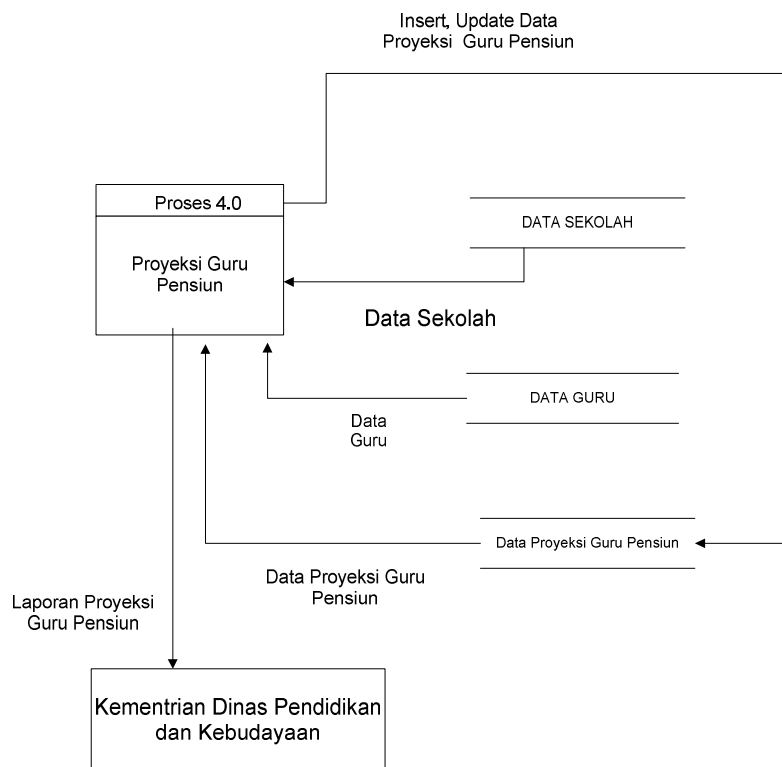 Insert, Update Data
Proyeksi Guru Pensiun
Proses 4.0
Proyeksi Guru
Pensiun
DATA SEKOLAH
Data Sekolah
DATA GURU
Data
Guru
Data Proyeksi Guru Pensiun
Data Proyeksi Guru
Pensiun
Laporan Proyeksi
Guru Pensiun
Kementrian Dinas Pendidikan
dan Kebudayaan